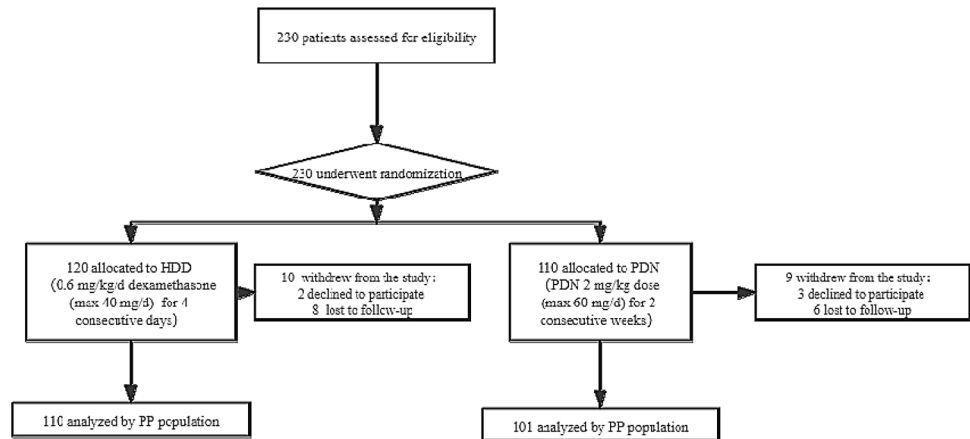 230 patients assessed for eligibility
230 underwent randomization
120 allocated to HDD
(0.6 mg/kg/d dexamethasone
(max 40 mg/d) for 4
consecutive days)
10 withdrew from the study:
2 declined to participate
8 lost to follow-up
110 allocated to PDN
(PDN 2 mg/kg dose
(max 60 mg/d) for 2
consecutive weeks)
9 withdrew from the study:
3 declined to participate
6 lost to follow-up
110 analyzed by PP population
101 analyzed by PP population